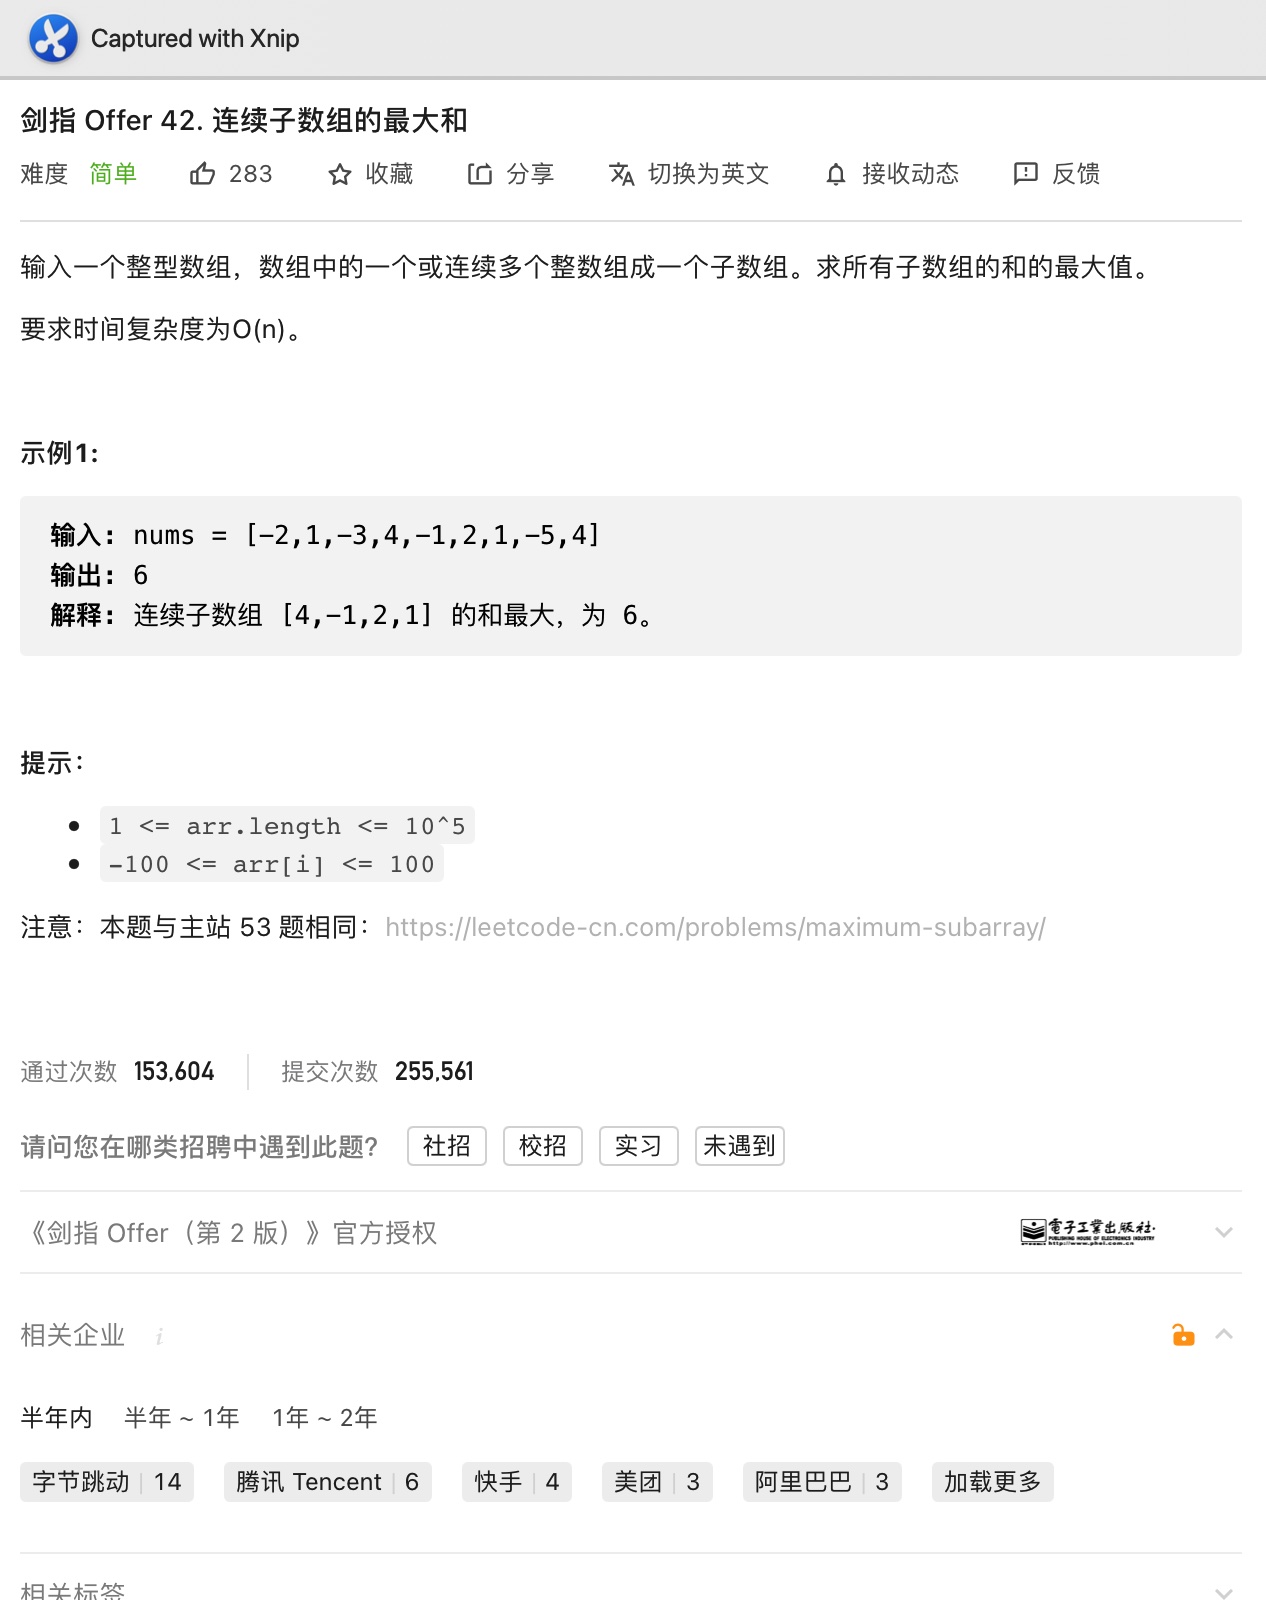 Captured with Xnip
剑指 Offer 42. 连续子数组的最大和
难度 简单 283 收藏 分享 切换为英文 接收动态 反馈
输入一个整型数组，数组中的一个或连续多个整数组成一个子数组。求所有子数组的和的最大值。
要求时间复杂度为O(n)。
示例1:
输入: nums = [-2,1,-3,4,-1,2,1,-5,4]
输出: 6
解释: 连续子数组 [4,-1,2,1] 的和最大，为 6。
提示：
1 <= arr.length <= 10^5
-100 <= arr[i] <= 100
注意：本题与主站 53 题相同：https://leetcode-cn.com/problems/maximum-subarray/
通过次数 153,604 提交次数 255,561
请问您在哪类招聘中遇到此题? 社招 校招 实习 未遇到
《剑指 Offer（第 2 版）》官方授权 電子工業出版社
PUBLISHING HOUSE OF ELECTRONICS INDUSTRY
http://www.phei.com.cn
相关企业 i
半年内 半年 ~ 1年 1年 ~ 2年
字节跳动 | 14 腾讯 Tencent | 6 快手 | 4 美团 | 3 阿里巴巴 | 3 加载更多
相关标签